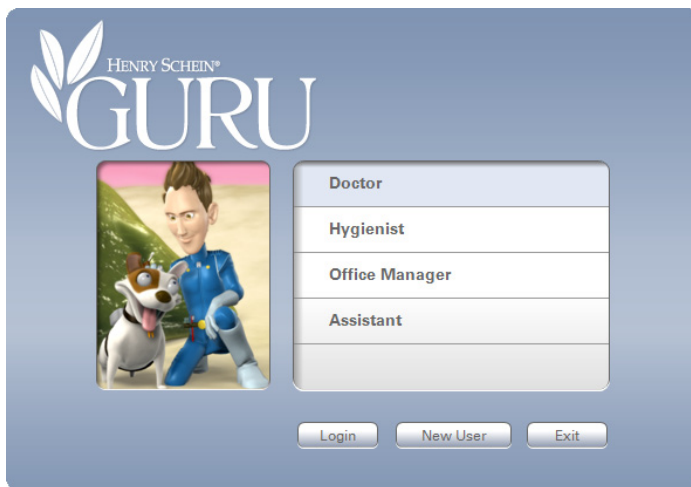 HENRY SCHEIN®
GURU
Doctor
Hygienist
Office Manager
Assistant
Login New User Exit